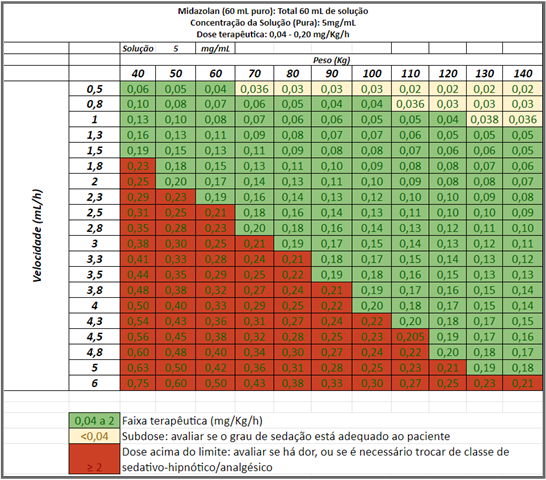 Midazolan (60 mL puro): Total 60 mL de solução
Concentração da Solução (Pura): 5mg/mL
Dose terapêutica: 0,04 - 0,20 mg/Kg/h
Solução 5 mg/mL
Peso (Kg)
40 50 60 70 80 90 100 110 120 130 140
Velocidade (mL/h)
0,5 0,06 0,05 0,04 0,036 0,03 0,03 0,03 0,02 0,02 0,02 0,02
0,8 0,10 0,08 0,07 0,06 0,05 0,04 0,04 0,036 0,03 0,03 0,03
1 0,13 0,10 0,08 0,07 0,06 0,06 0,05 0,05 0,04 0,038 0,036
1,3 0,16 0,13 0,11 0,09 0,08 0,07 0,07 0,06 0,05 0,05 0,05
1,5 0,19 0,15 0,13 0,11 0,09 0,08 0,08 0,07 0,06 0,06 0,05
1,8 0,23 0,18 0,15 0,13 0,11 0,10 0,09 0,08 0,08 0,07 0,06
2 0,25 0,20 0,17 0,14 0,13 0,11 0,10 0,09 0,08 0,08 0,07
2,3 0,29 0,23 0,19 0,16 0,14 0,13 0,12 0,10 0,10 0,09 0,08
2,5 0,31 0,25 0,21 0,18 0,16 0,14 0,13 0,11 0,10 0,10 0,09
2,8 0,35 0,28 0,23 0,20 0,18 0,16 0,14 0,13 0,12 0,11 0,10
3 0,38 0,30 0,25 0,21 0,19 0,17 0,15 0,14 0,13 0,12 0,11
3,3 0,41 0,33 0,28 0,24 0,21 0,18 0,17 0,15 0,14 0,13 0,12
3,5 0,44 0,35 0,29 0,25 0,22 0,19 0,18 0,16 0,15 0,13 0,13
3,8 0,48 0,38 0,32 0,27 0,24 0,21 0,19 0,17 0,16 0,15 0,14
4 0,50 0,40 0,33 0,29 0,25 0,22 0,20 0,18 0,17 0,15 0,14
4,3 0,54 0,43 0,36 0,31 0,27 0,24 0,22 0,20 0,18 0,17 0,15
4,5 0,56 0,45 0,38 0,32 0,28 0,25 0,23 0,205 0,19 0,17 0,16
4,8 0,60 0,48 0,40 0,34 0,30 0,27 0,24 0,22 0,20 0,18 0,17
5 0,63 0,50 0,42 0,36 0,31 0,28 0,25 0,23 0,21 0,19 0,18
6 0,75 0,60 0,50 0,43 0,38 0,33 0,30 0,27 0,25 0,23 0,21
0,04 a 2 Faixa terapêutica (mg/Kg/h)
<0,04 Subdose: avaliar se o grau de sedação está adequado ao paciente
Dose acima do limite: avaliar se há dor, ou se é necessário trocar de classe de
≥ 2 sedativo-hipnótico/analgésico